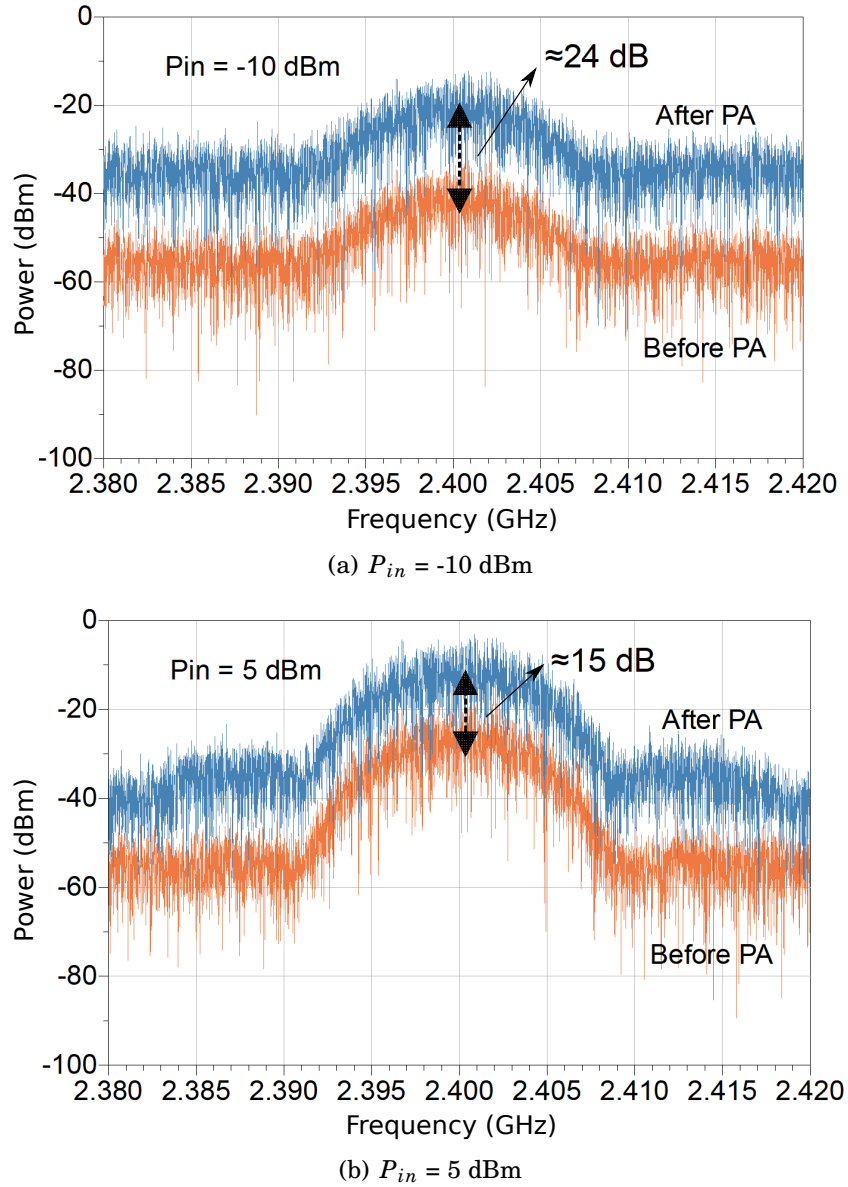 0
Pin = -10 dBm
≈24 dB
-20
After PA
-40
Power (dBm)
-60
Before PA
-80
-100
2.380 2.385 2.390 2.395 2.400 2.405 2.410 2.415 2.420
Frequency (GHz)
(a) Pin = -10 dBm
0
Pin = 5 dBm
≈15 dB
-20
After PA
-40
Power (dBm)
-60
Before PA
-80
-100
2.380 2.385 2.390 2.395 2.400 2.405 2.410 2.415 2.420
Frequency (GHz)
(b) Pin = 5 dBm